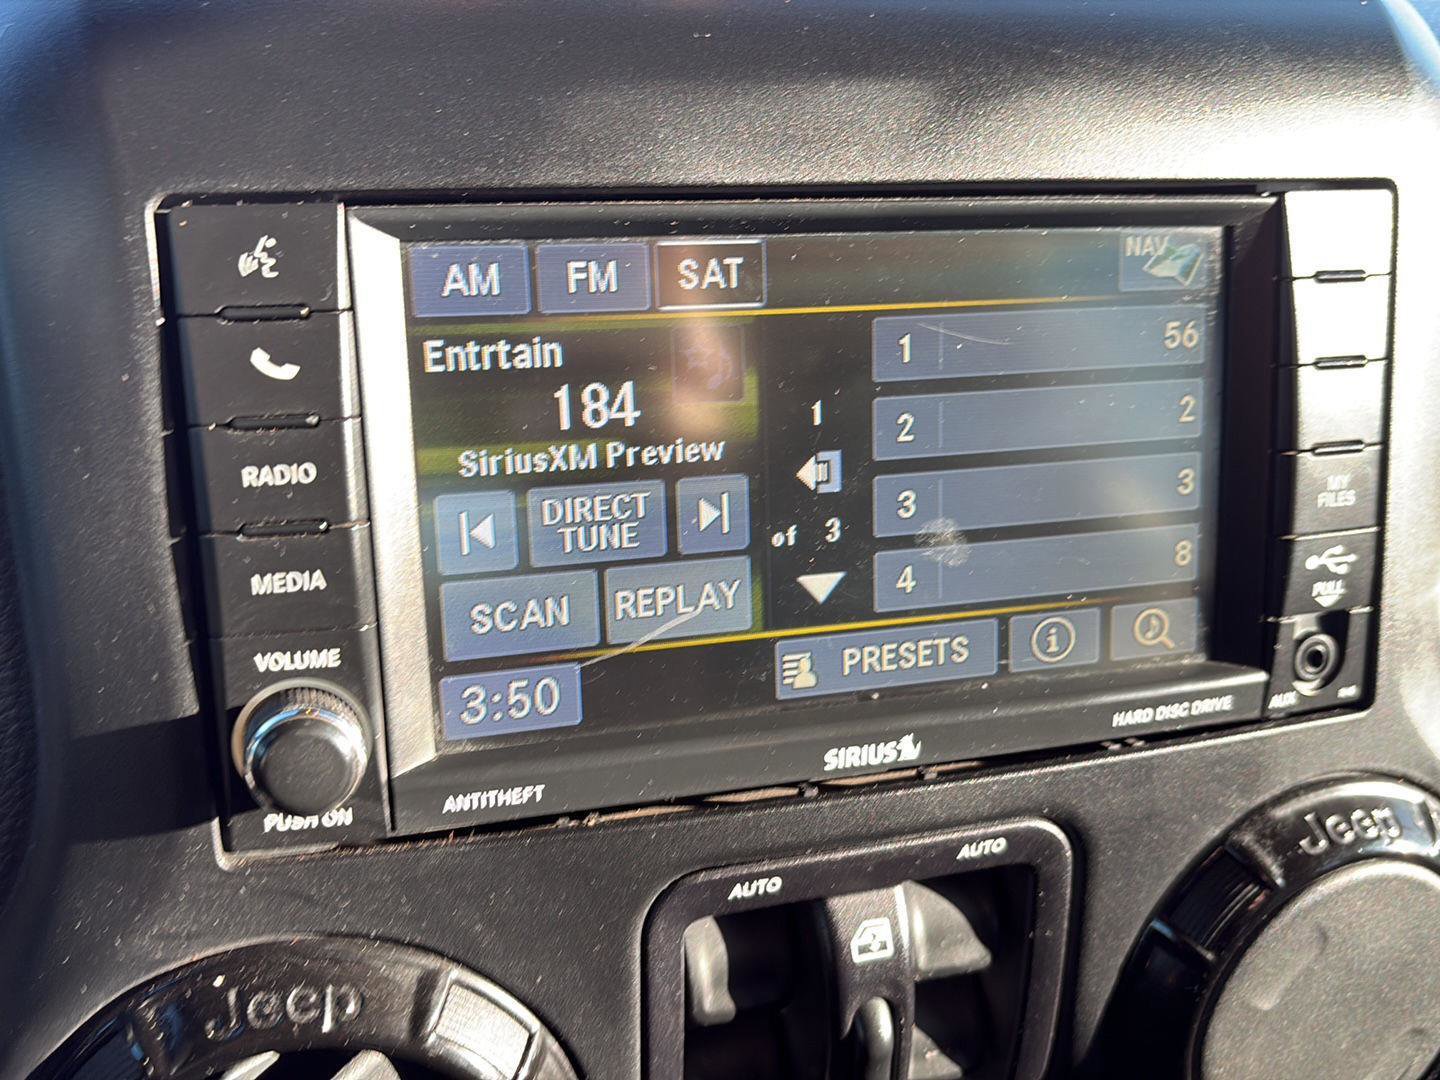 AM
FM
SAT
NAV
Entrtain
184
SiriusXM Preview
DIRECT
TUNE
SCAN
REPLAY
3:50
1
of 3
1 56
2 2
3 3
4 8
PRESETS
RADIO
MEDIA
VOLUME
PUSH ON
MY
FILES
PULL
AUX
ANTITHEFT
SIRIUS
HARD DISC DRIVE
AUTO
AUTO
Jeep
Jeep